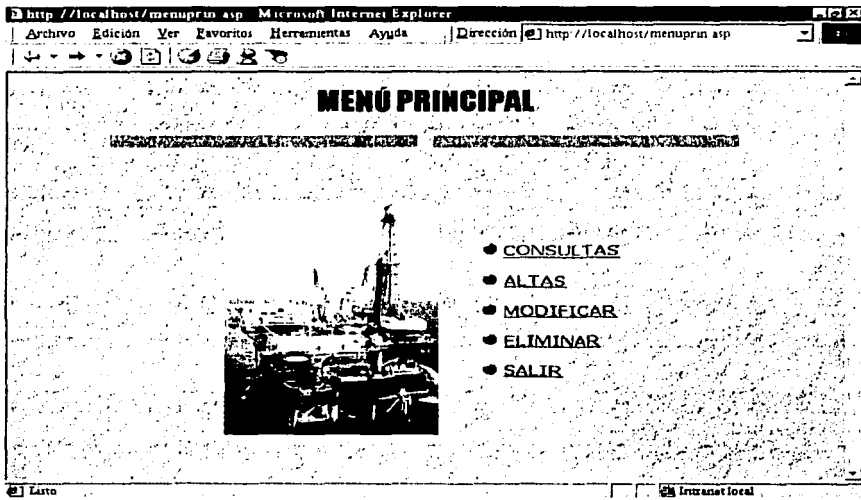 http //localhost/menuprin asp Microsoft Internet Explorer
Archivo Edición Ver Favoritos Herramientas Ayuda Dirección http://localhost/menuprin asp
MENÚ PRINCIPAL
CONSULTAS
ALTAS
MODIFICAR
ELIMINAR
SALIR
Listo Intranet local